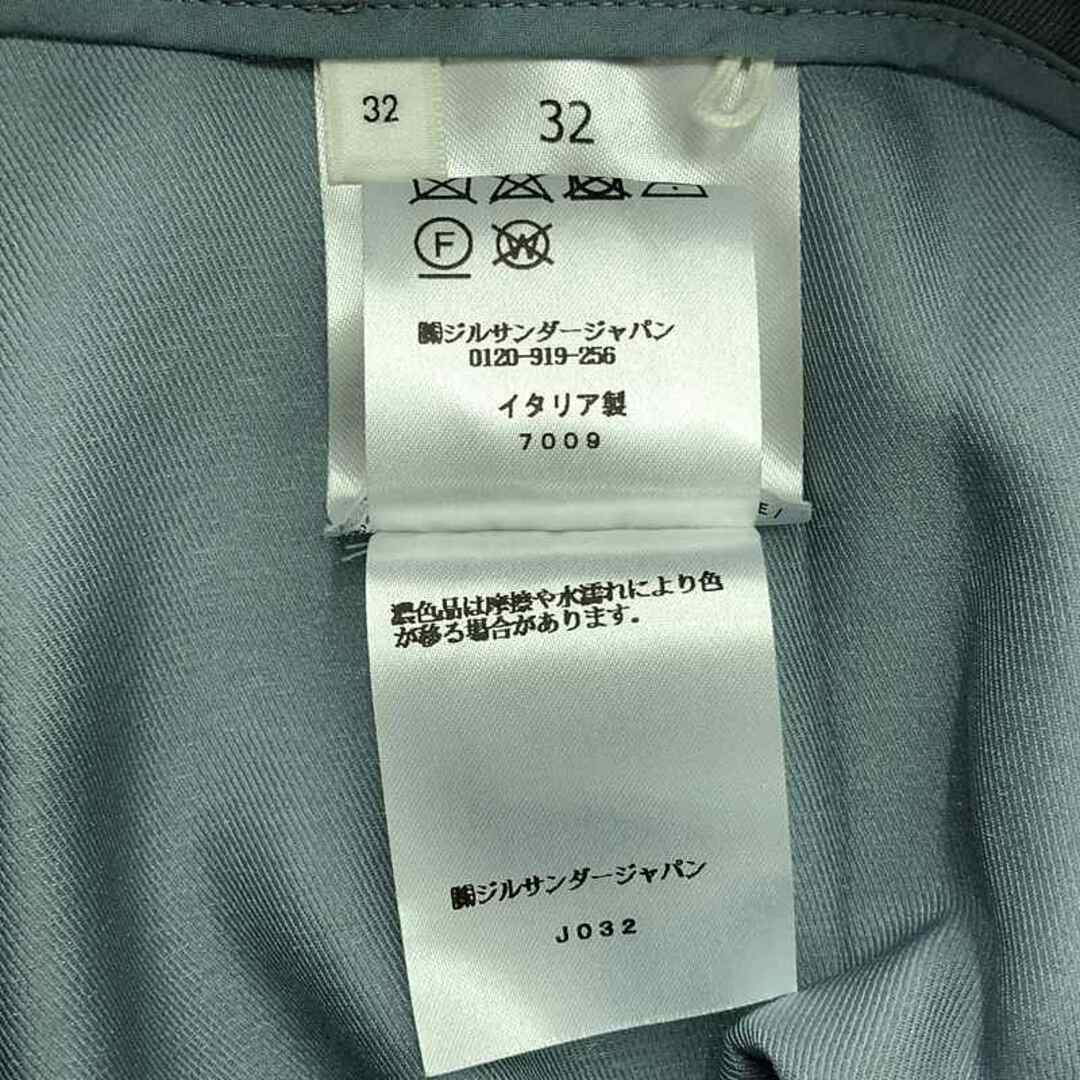 32
32
F
W
㈱ジルサンダージャパン
0120-919-256
イタリア製
7009
E/
濃色品は摩擦や水濡れにより色
が移る場合があります。
㈱ジルサンダージャパン
J032